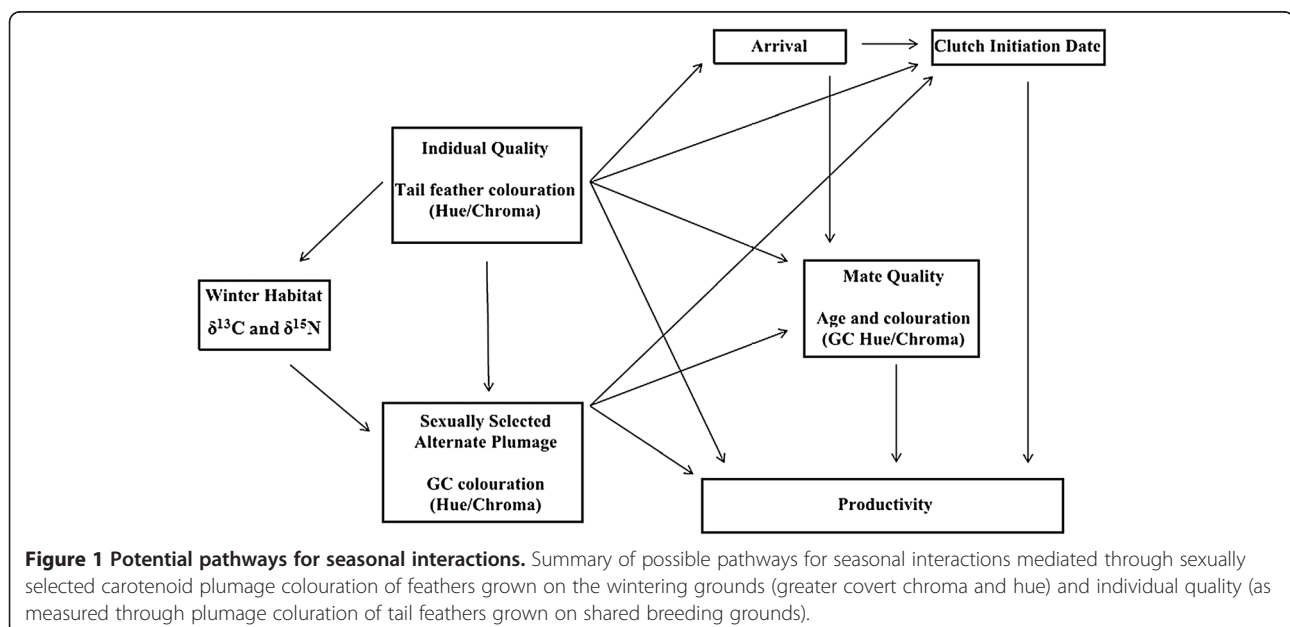 Arrival
Clutch Initiation Date
Indidual Quality
Tail feather colouration
(Hue/Chroma)
Winter Habitat
δ¹³C and δ¹⁵N
Mate Quality
Age and colouration
(GC Hue/Chroma)
Sexually Selected
Alternate Plumage
GC colouration
(Hue/Chroma)
Productivity
Figure 1 Potential pathways for seasonal interactions. Summary of possible pathways for seasonal interactions mediated through sexually
selected carotenoid plumage colouration of feathers grown on the wintering grounds (greater covert chroma and hue) and individual quality (as
measured through plumage coluration of tail feathers grown on shared breeding grounds).